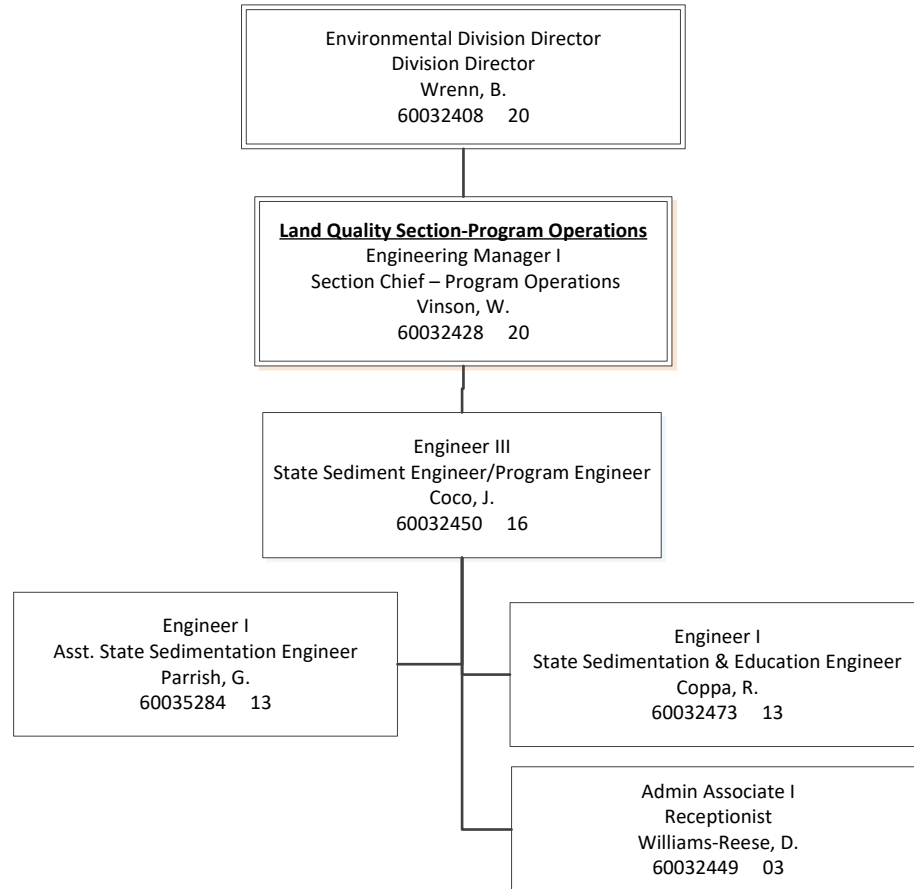 Environmental Division Director
Division Director
Wrenn, B.
60032408 20
Land Quality Section-Program Operations
Engineering Manager I
Section Chief – Program Operations
Vinson, W.
60032428 20
Engineer III
State Sediment Engineer/Program Engineer
Coco, J.
60032450 16
Engineer I
Asst. State Sedimentation Engineer
Parrish, G.
60035284 13
Engineer I
State Sedimentation & Education Engineer
Coppa, R.
60032473 13
Admin Associate I
Receptionist
Williams-Reese, D.
60032449 03